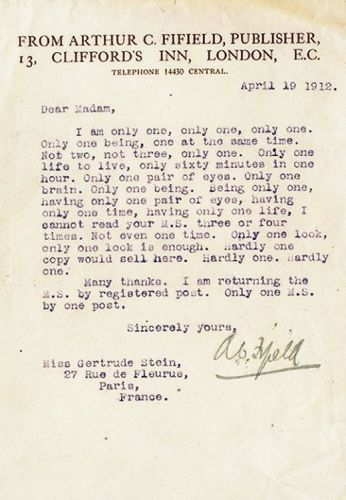 FROM ARTHUR C. FIFIELD, PUBLISHER,
13, CLIFFORD'S INN, LONDON, E.C.
TELEPHONE 14430 CENTRAL.
April 19 1912.
Dear Madam,
I am only one, only one, only one.
Only one being, one at the same time.
Not two, not three, only one. Only one
life to live, only sixty minutes in one
hour. Only one pair of eyes. Only one
brain. Only one being. Being only one,
having only one pair of eyes, having
only one time, having only one life, I
cannot read your M.S. three or four
times. Not even one time. Only one look,
only one look is enough. Hardly one
copy would sell here. Hardly one. Hardly
one.
Many thanks. I am returning the
M.S. by registered post. Only one M.S.
by one post.
Sincerely yours,
A.C. Fifield
Miss Gertrude Stein,
27 Rue de Fleurus,
Paris,
France.